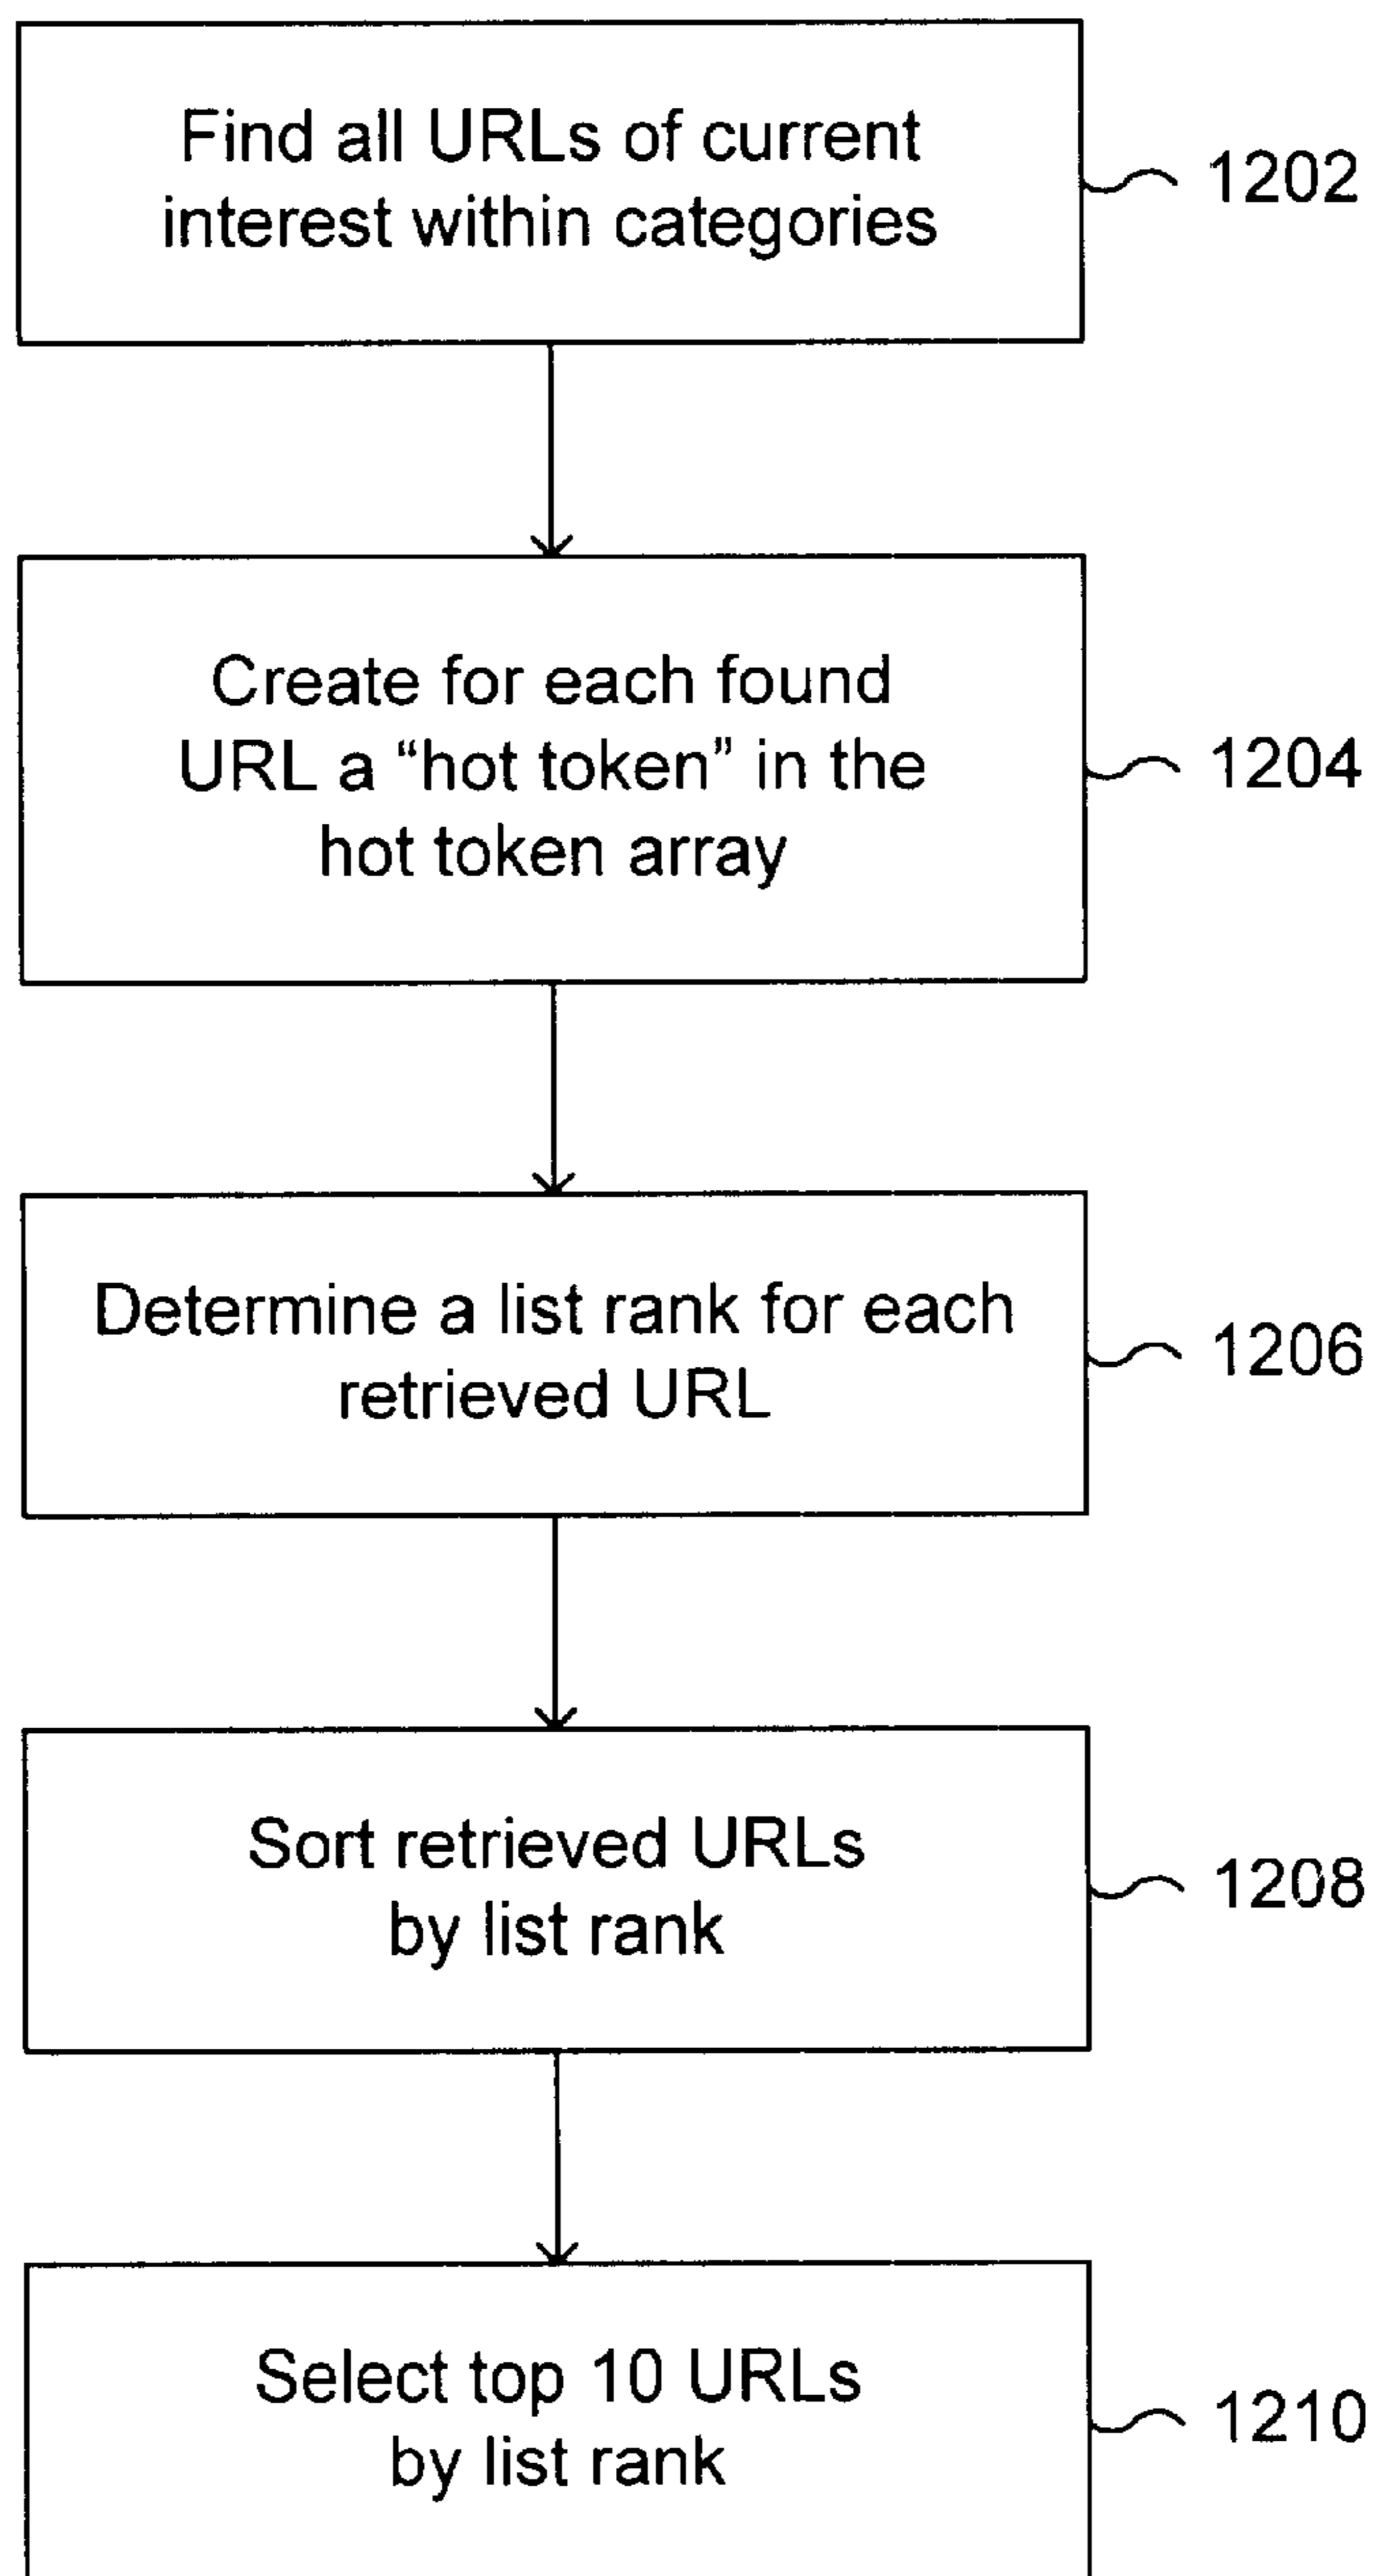 Find all URLs of current
interest within categories
1202
Create for each found
URL a “hot token” in the
hot token array
1204
Determine a list rank for each
retrieved URL
1206
Sort retrieved URLs
by list rank
1208
Select top 10 URLs
by list rank
1210